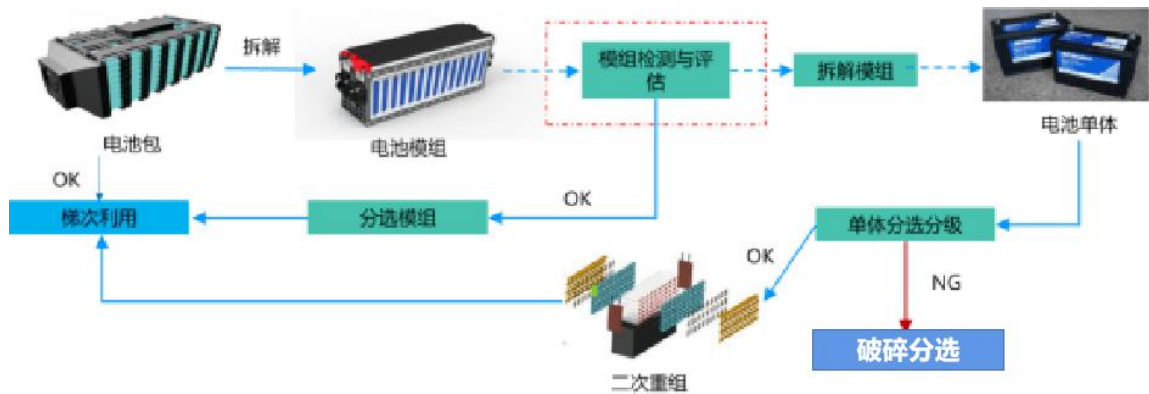 拆解
模组检测与评
估
拆解模组
电池包
电池模组
电池单体
OK
OK
梯次利用
分选模组
单体分选分级
OK
NG
破碎分选
二次重组